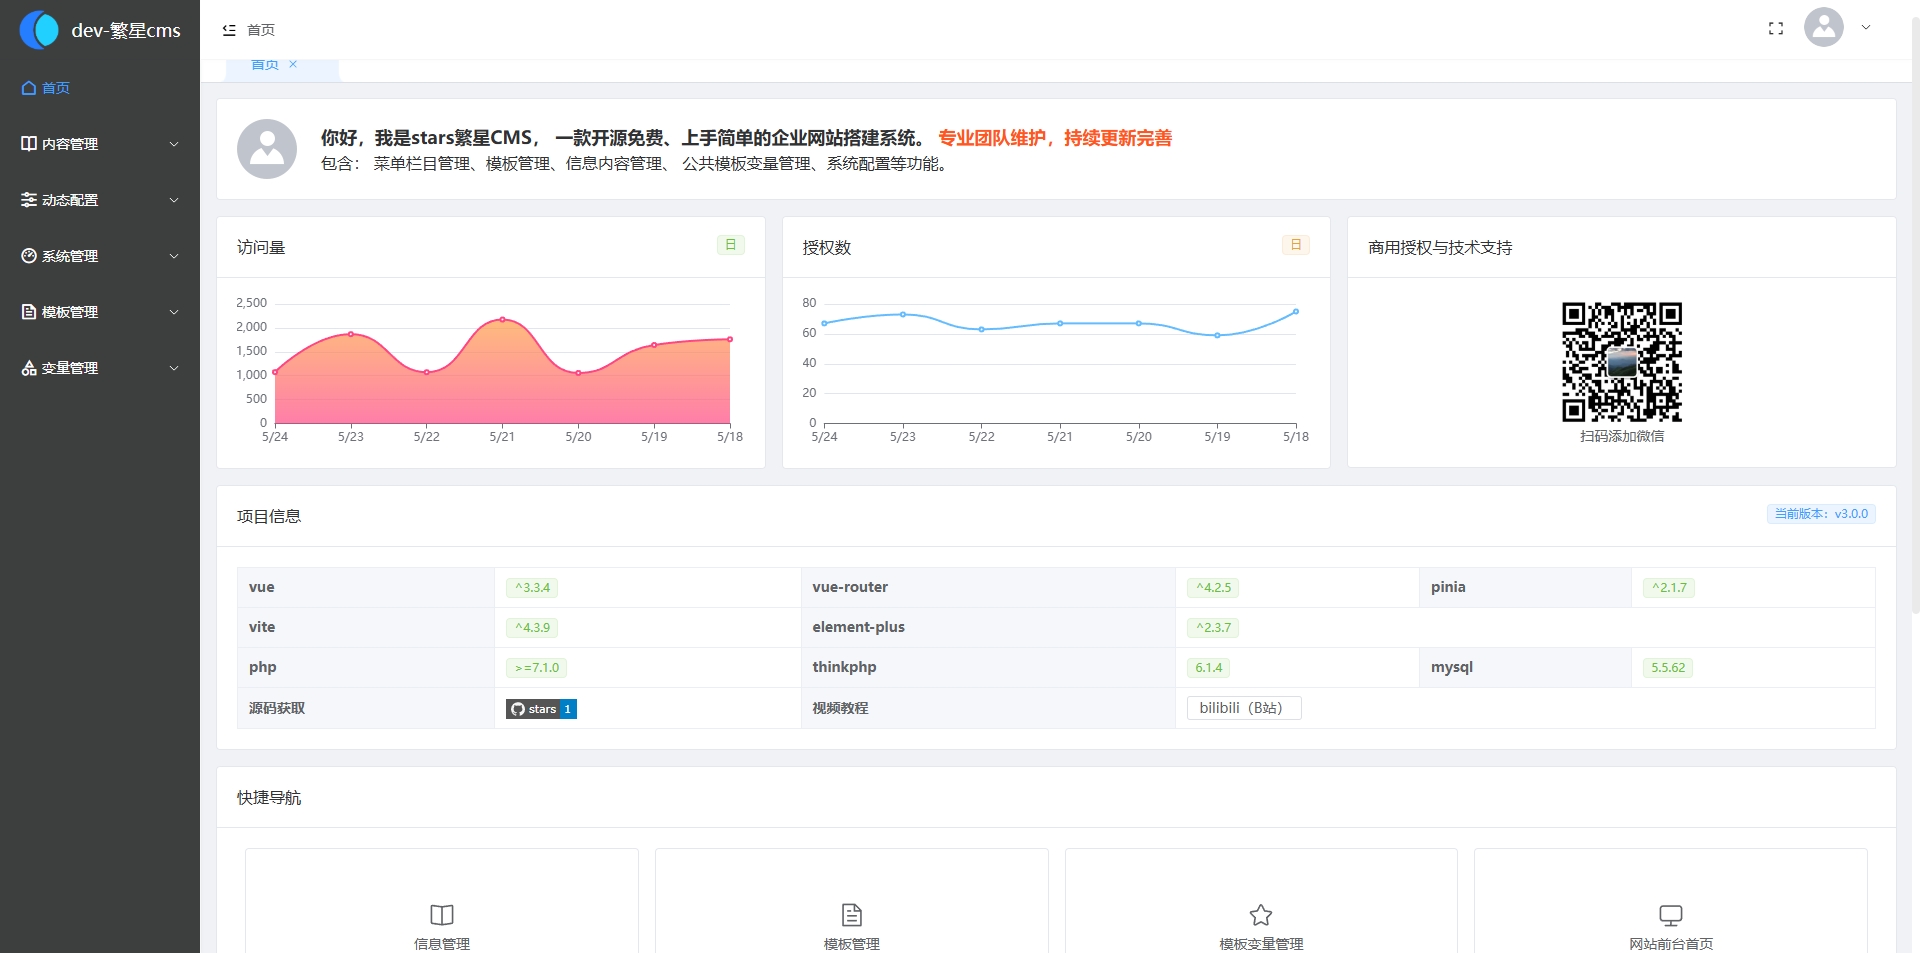 dev-繁星cms
首页
内容管理
动态配置
系统管理
模板管理
变量管理
首页
首页 ×
你好，我是stars繁星CMS， 一款开源免费、上手简单的企业网站搭建系统。 专业团队维护，持续更新完善
包含： 菜单栏目管理、模板管理、信息内容管理、 公共模板变量管理、系统配置等功能。
访问量 日
2,500
2,000
1,500
1,000
500
0
5/24 5/23 5/22 5/21 5/20 5/19 5/18
授权数 日
80
60
40
20
0
5/24 5/23 5/22 5/21 5/20 5/19 5/18
商用授权与技术支持
扫码添加微信
项目信息 当前版本：v3.0.0
vue ^3.3.4 vue-router ^4.2.5 pinia ^2.1.7
vite ^4.3.9 element-plus ^2.3.7
php >=7.1.0 thinkphp 6.1.4 mysql 5.5.62
源码获取 stars 1 视频教程 bilibili（B站）
快捷导航
信息管理 模板管理 模板变量管理 网站前台首页